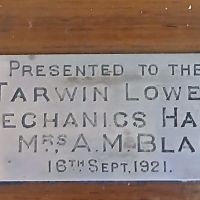 PRESENTED TO THE
TARWIN LOWE
ECHANICS HA
MRS, A.M. BLA
16TH SEPT, 1921.